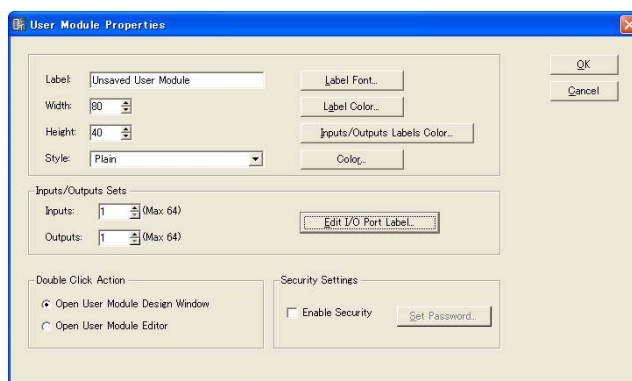 User Module Properties
Label: Unsaved User Module Label Font...
Width: 80 Label Color...
Height: 40 Inputs/Outputs Labels Color...
Style: Plain Color...
OK
Cancel
Inputs/Outputs Sets
Inputs: 1 (Max 64)
Outputs: 1 (Max 64)
Edit I/O Port Label...
Double Click Action
Open User Module Design Window
Open User Module Editor
Security Settings
Enable Security Set Password...